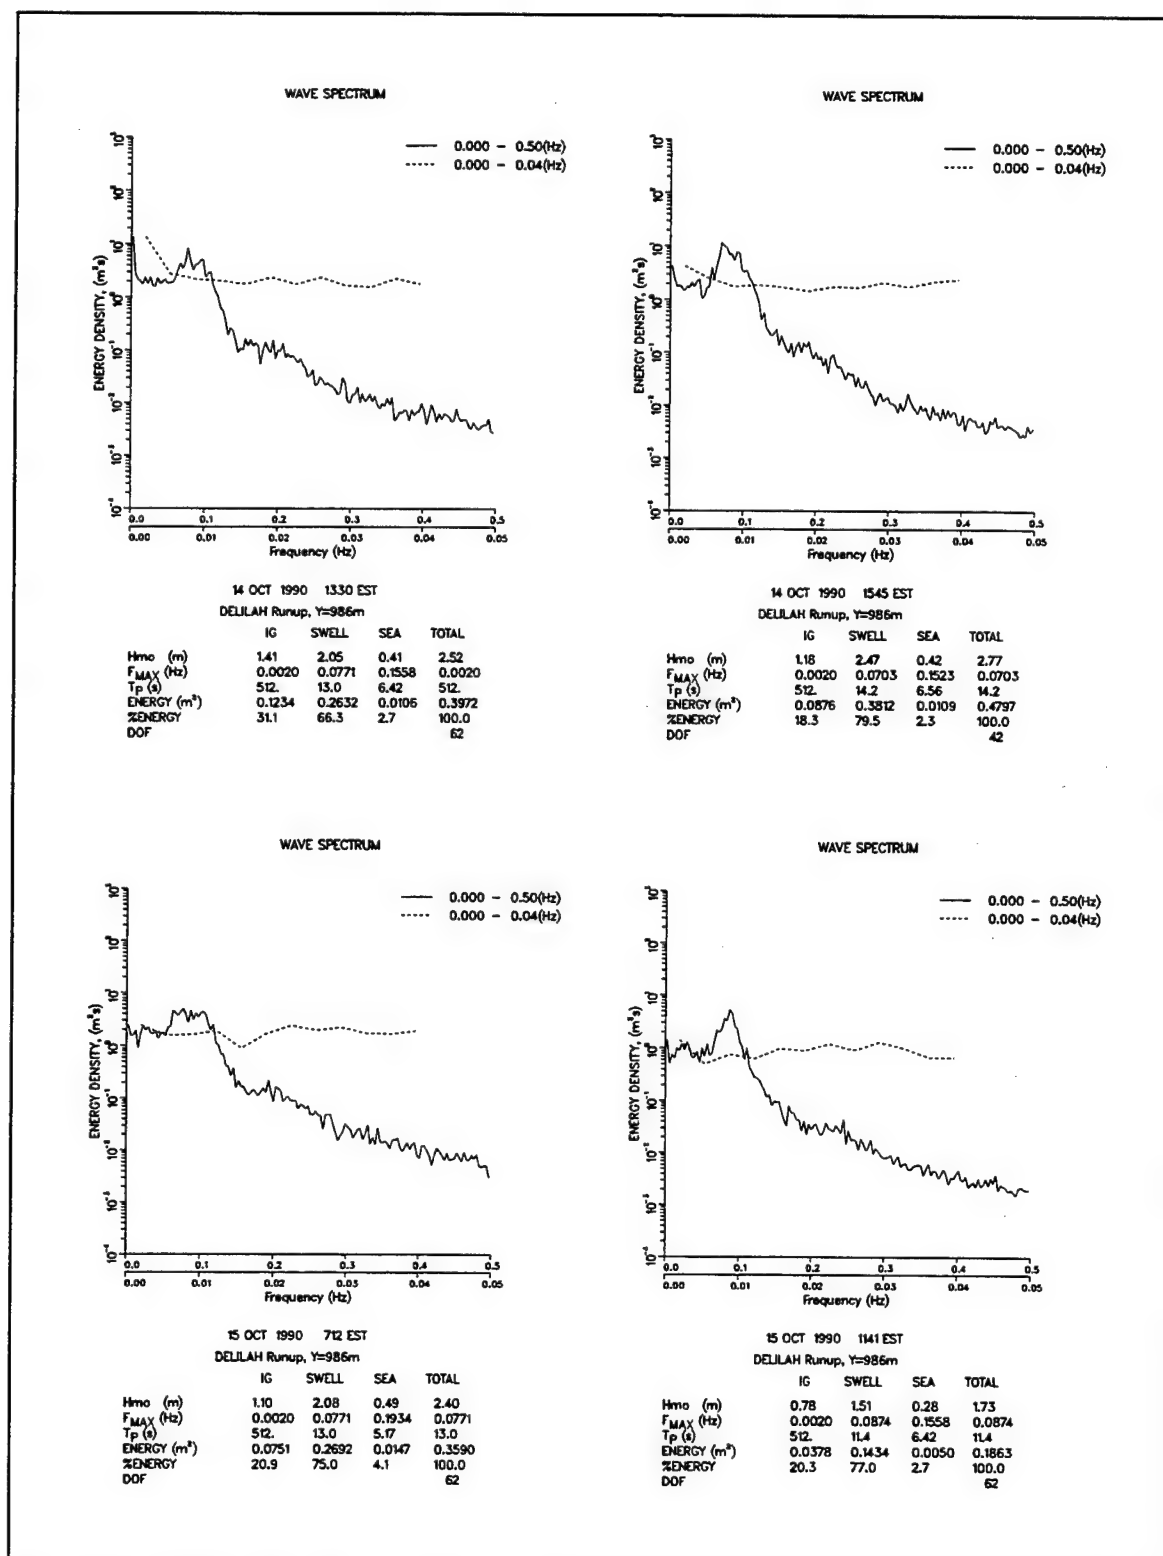 WAVE SPECTRUM
0.000 - 0.50(Hz)
0.000 - 0.04(Hz)
ENERGY DENSITY, (m²s)
0.0 0.1 0.2 0.3 0.4 0.5
0.00 0.01 0.02 0.03 0.04 0.05
Frequency (Hz)
14 OCT 1990 1330 EST
DELILAH Runup, Y=986m
IG SWELL SEA TOTAL
Hmo (m) 1.41 2.05 0.41 2.52
FMAX (Hz) 0.0020 0.0771 0.1558 0.0020
Tp (s) 512. 13.0 6.42 512.
ENERGY (m²) 0.1234 0.2632 0.0106 0.3972
%ENERGY 31.1 66.3 2.7 100.0
DOF 62
WAVE SPECTRUM
0.000 - 0.50(Hz)
0.000 - 0.04(Hz)
ENERGY DENSITY, (m²s)
0.0 0.1 0.2 0.3 0.4 0.5
0.00 0.01 0.02 0.03 0.04 0.05
Frequency (Hz)
14 OCT 1990 1545 EST
DELILAH Runup, Y=986m
IG SWELL SEA TOTAL
Hmo (m) 1.18 2.47 0.42 2.77
FMAX (Hz) 0.0020 0.0703 0.1523 0.0703
Tp (s) 512. 14.2 6.56 14.2
ENERGY (m²) 0.0876 0.3812 0.0109 0.4797
%ENERGY 18.3 79.5 2.3 100.0
DOF 42
WAVE SPECTRUM
0.000 - 0.50(Hz)
0.000 - 0.04(Hz)
ENERGY DENSITY, (m²s)
0.0 0.1 0.2 0.3 0.4 0.5
0.00 0.01 0.02 0.03 0.04 0.05
Frequency (Hz)
15 OCT 1990 712 EST
DELILAH Runup, Y=986m
IG SWELL SEA TOTAL
Hmo (m) 1.10 2.08 0.49 2.40
FMAX (Hz) 0.0020 0.0771 0.1934 0.0771
Tp (s) 512. 13.0 5.17 13.0
ENERGY (m²) 0.0751 0.2692 0.0147 0.3590
%ENERGY 20.9 75.0 4.1 100.0
DOF 62
WAVE SPECTRUM
0.000 - 0.50(Hz)
0.000 - 0.04(Hz)
ENERGY DENSITY, (m²s)
0.0 0.1 0.2 0.3 0.4 0.5
0.00 0.01 0.02 0.03 0.04 0.05
Frequency (Hz)
15 OCT 1990 1141 EST
DELILAH Runup, Y=986m
IG SWELL SEA TOTAL
Hmo (m) 0.78 1.51 0.28 1.73
FMAX (Hz) 0.0020 0.0874 0.1558 0.0874
Tp (s) 512. 11.4 6.42 11.4
ENERGY (m²) 0.0378 0.1434 0.0050 0.1863
%ENERGY 20.3 77.0 2.7 100.0
DOF 62